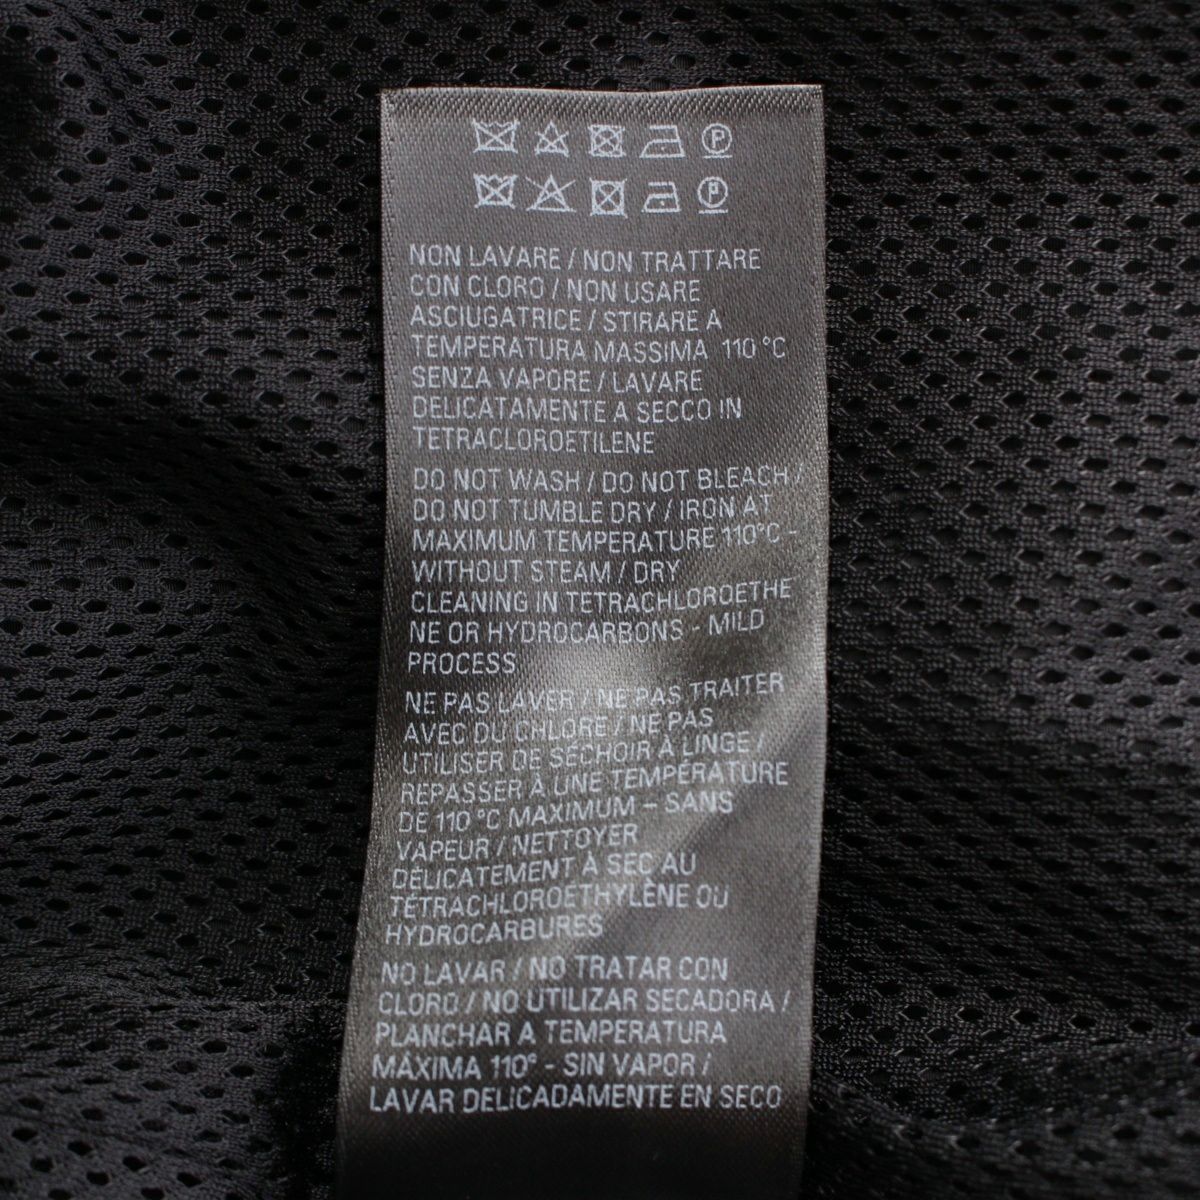 P
P
NON LAVARE / NON TRATTARE
CON CLORO / NON USARE
ASCIUGATRICE / STIRARE A
TEMPERATURA MASSIMA 110 °C
SENZA VAPORE / LAVARE
DELICATAMENTE A SECCO IN
TETRACLOROETILENE
DO NOT WASH / DO NOT BLEACH /
DO NOT TUMBLE DRY / IRON AT
MAXIMUM TEMPERATURE 110°C -
WITHOUT STEAM / DRY
CLEANING IN TETRACHLOROETHE
NE OR HYDROCARBONS - MILD
PROCESS
NE PAS LAVER / NE PAS TRAITER
AVEC DU CHLORE / NE PAS
UTILISER DE SÉCHOIR À LINGE /
REPASSER À UNE TEMPÉRATURE
DE 110 °C MAXIMUM – SANS
VAPEUR / NETTOYER
DÉLICATEMENT À SEC AU
TÉTRACHLOROÉTHYLÈNE OU
HYDROCARBURES
NO LAVAR / NO TRATAR CON
CLORO / NO UTILIZAR SECADORA /
PLANCHAR A TEMPERATURA
MÁXIMA 110° - SIN VAPOR /
LAVAR DELICADAMENTE EN SECO